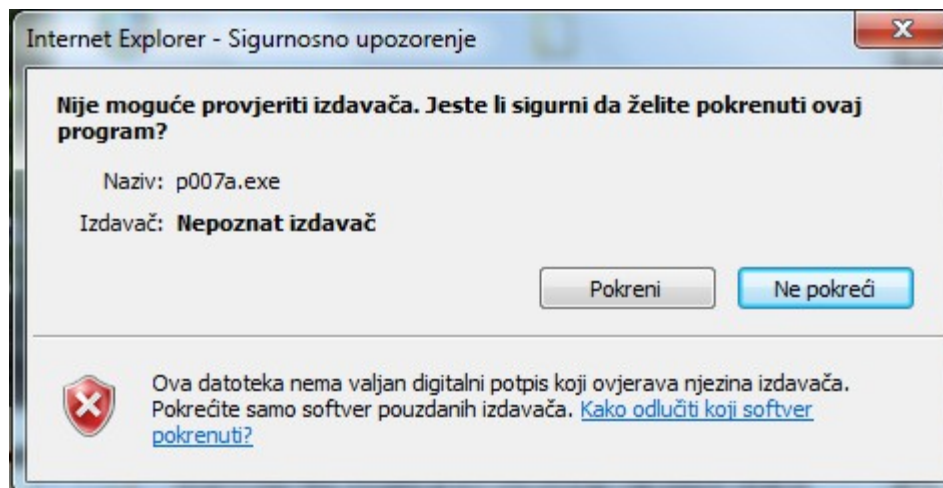 Internet Explorer - Sigurnosno upozorenje
Nije moguće provjeriti izdavača. Jeste li sigurni da želite pokrenuti ovaj
program?
Naziv: p007a.exe
Izdavač: Nepoznat izdavač
Pokreni Ne pokreći
Ova datoteka nema valjan digitalni potpis koji ovjerava njezina izdavača.
Pokrećite samo softver pouzdanih izdavača. Kako odlučiti koji softver
pokrenuti?